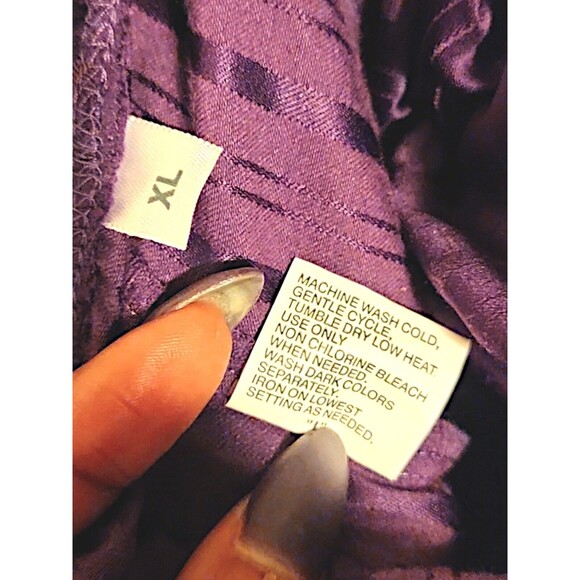 XL
MACHINE WASH COLD,
GENTLE CYCLE,
TUMBLE DRY LOW HEAT
USE ONLY
NON CHLORINE BLEACH
WHEN NEEDED.
WASH DARK COLORS
SEPARATELY.
IRON ON LOWEST
SETTING AS NEEDED.